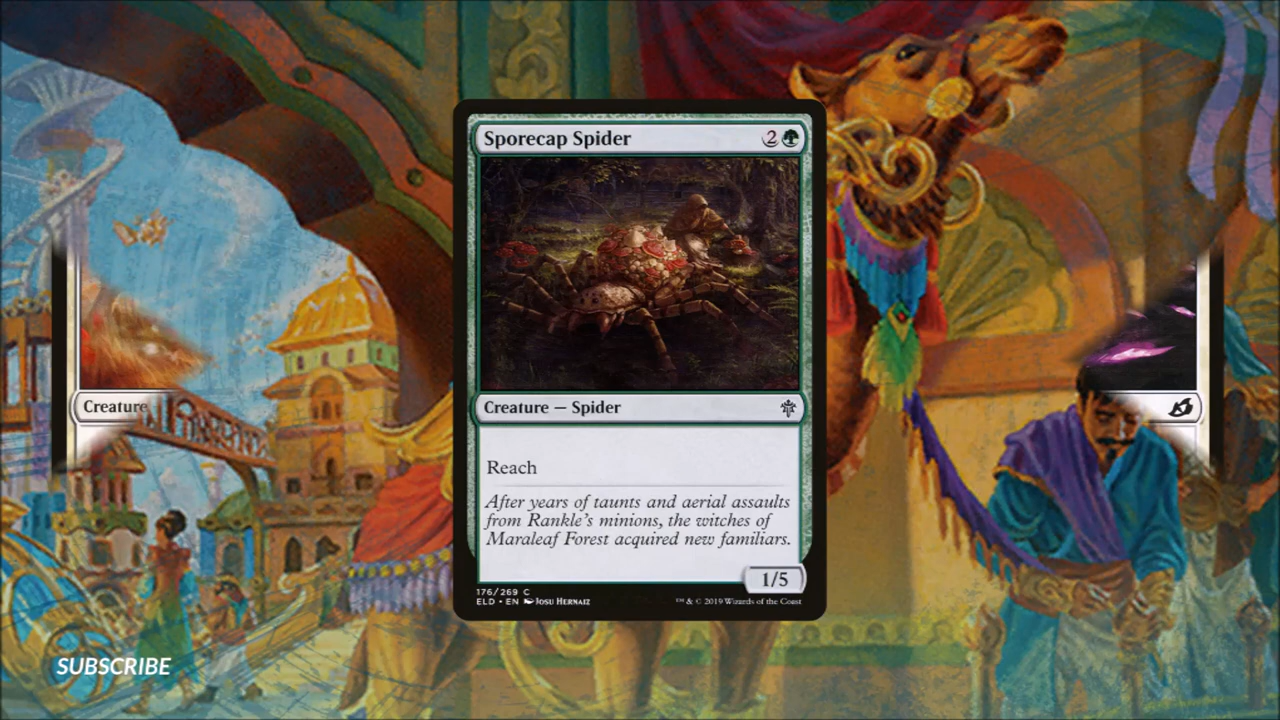 Sporecap Spider 2
Creature
Creature — Spider
Reach
After years of taunts and aerial assaults
from Rankle's minions, the witches of
Maraleaf Forest acquired new familiars.
1/5
176/269 C
ELD • EN Josu Hernaiz ™ & © 2019 Wizards of the Coast
SUBSCRIBE